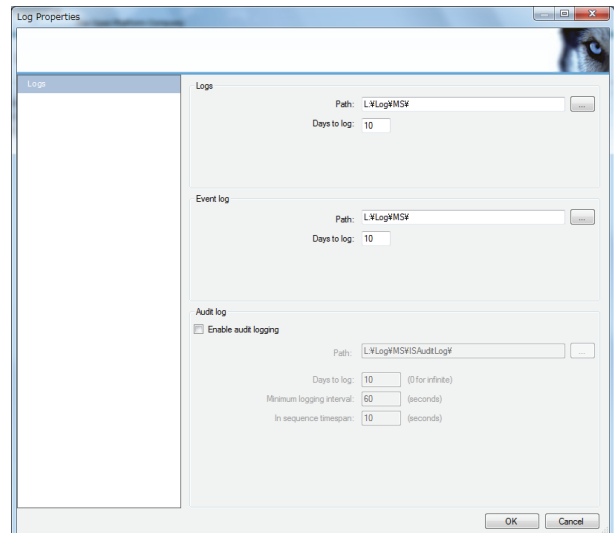 Log Properties
Logs
Logs
Path: L:¥Log¥MS¥ ...
Days to log: 10
Event log
Path: L:¥Log¥MS¥ ...
Days to log: 10
Audit log
Enable audit logging
Path: L:¥Log¥MS¥ISAuditLog¥ ...
Days to log: 10 (0 for infinite)
Minimum logging interval: 60 (seconds)
In sequence timespan: 10 (seconds)
OK Cancel